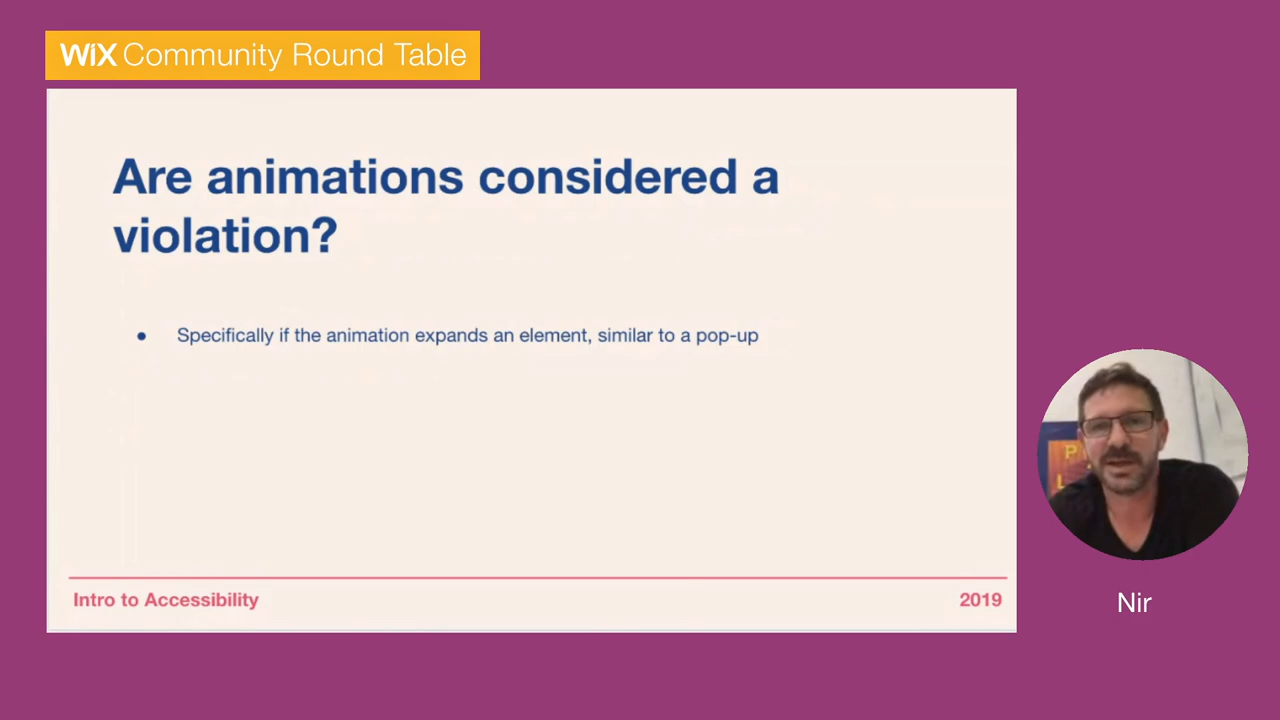 WiX Community Round Table
Are animations considered a
violation?
● Specifically if the animation expands an element, similar to a pop-up
Intro to Accessibility
2019
Nir